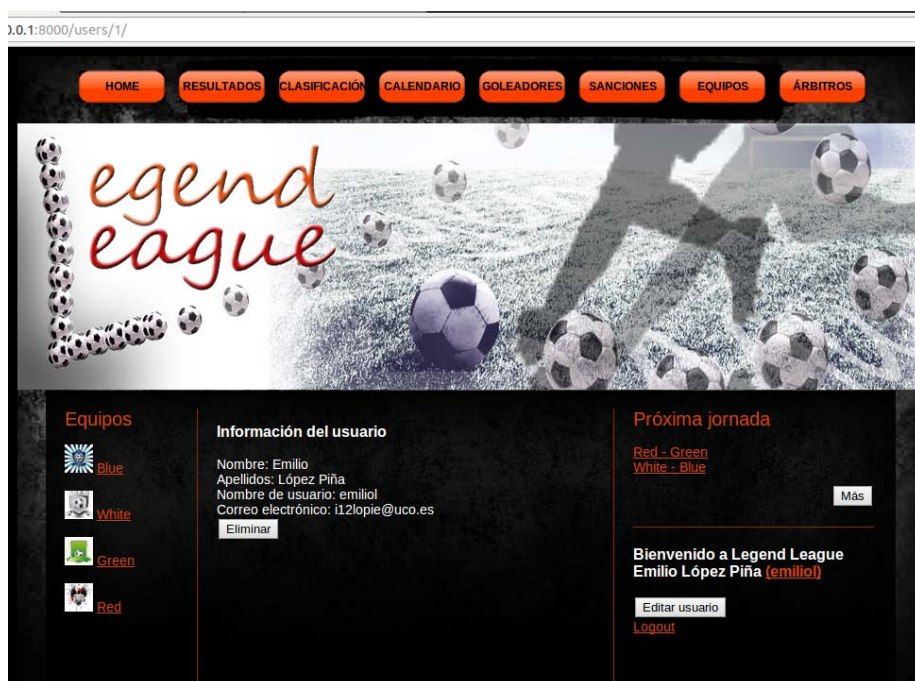 0.0.1:8000/users/1/
HOME
RESULTADOS
CLASIFICACIÓN
CALENDARIO
GOLEADORES
SANCIONES
EQUIPOS
ÁRBITROS
egend
eague
Equipos
Blue
White
Green
Red
Información del usuario
Nombre: Emilio
Apellidos: López Piña
Nombre de usuario: emiliol
Correo electrónico: i12lopie@uco.es
Eliminar
Próxima jornada
Red - Green
White - Blue
Más
Bienvenido a Legend League
Emilio López Piña (emiliol)
Editar usuario
Logout